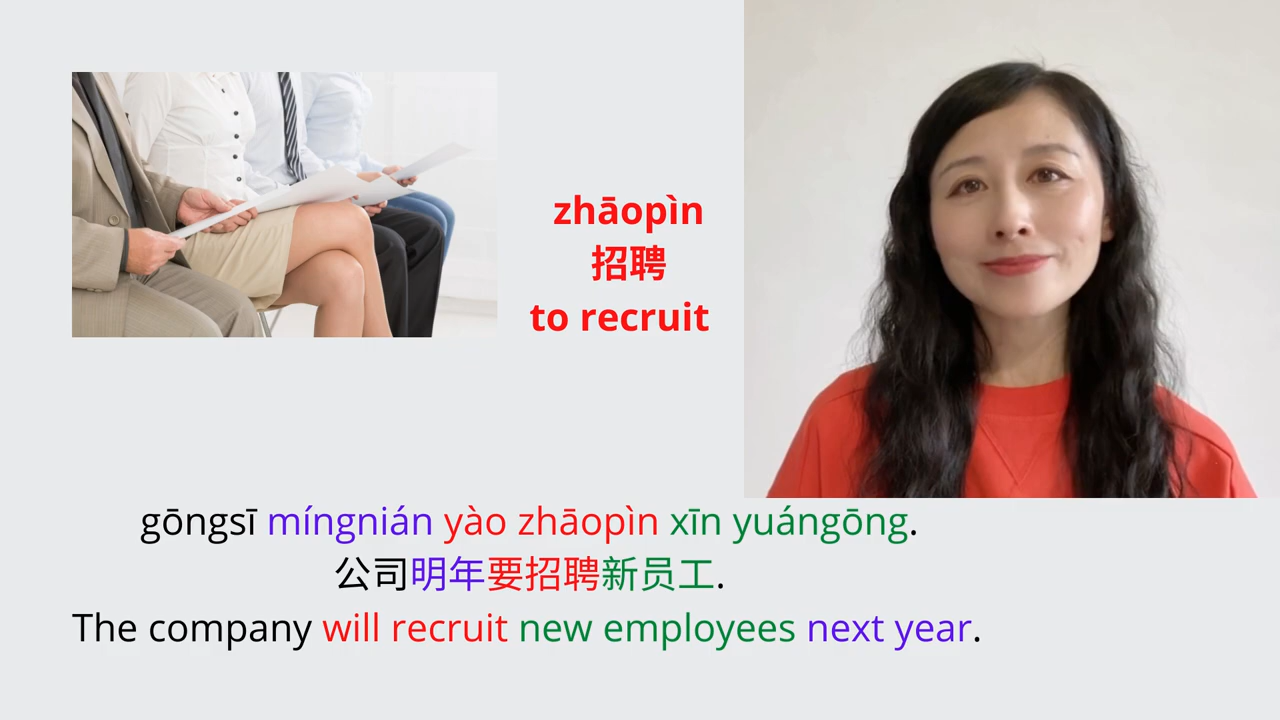 zhāopìn
招聘
to recruit
gōngsī míngnián yào zhāopìn xīn yuángōng.
公司明年要招聘新员工.
The company will recruit new employees next year.